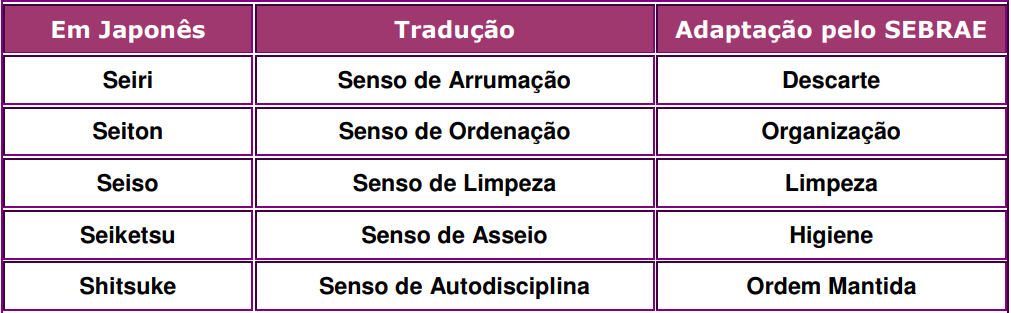 Em Japonês Tradução Adaptação pelo SEBRAE
Seiri Senso de Arrumação Descarte
Seiton Senso de Ordenação Organização
Seiso Senso de Limpeza Limpeza
Seiketsu Senso de Asseio Higiene
Shitsuke Senso de Autodisciplina Ordem Mantida